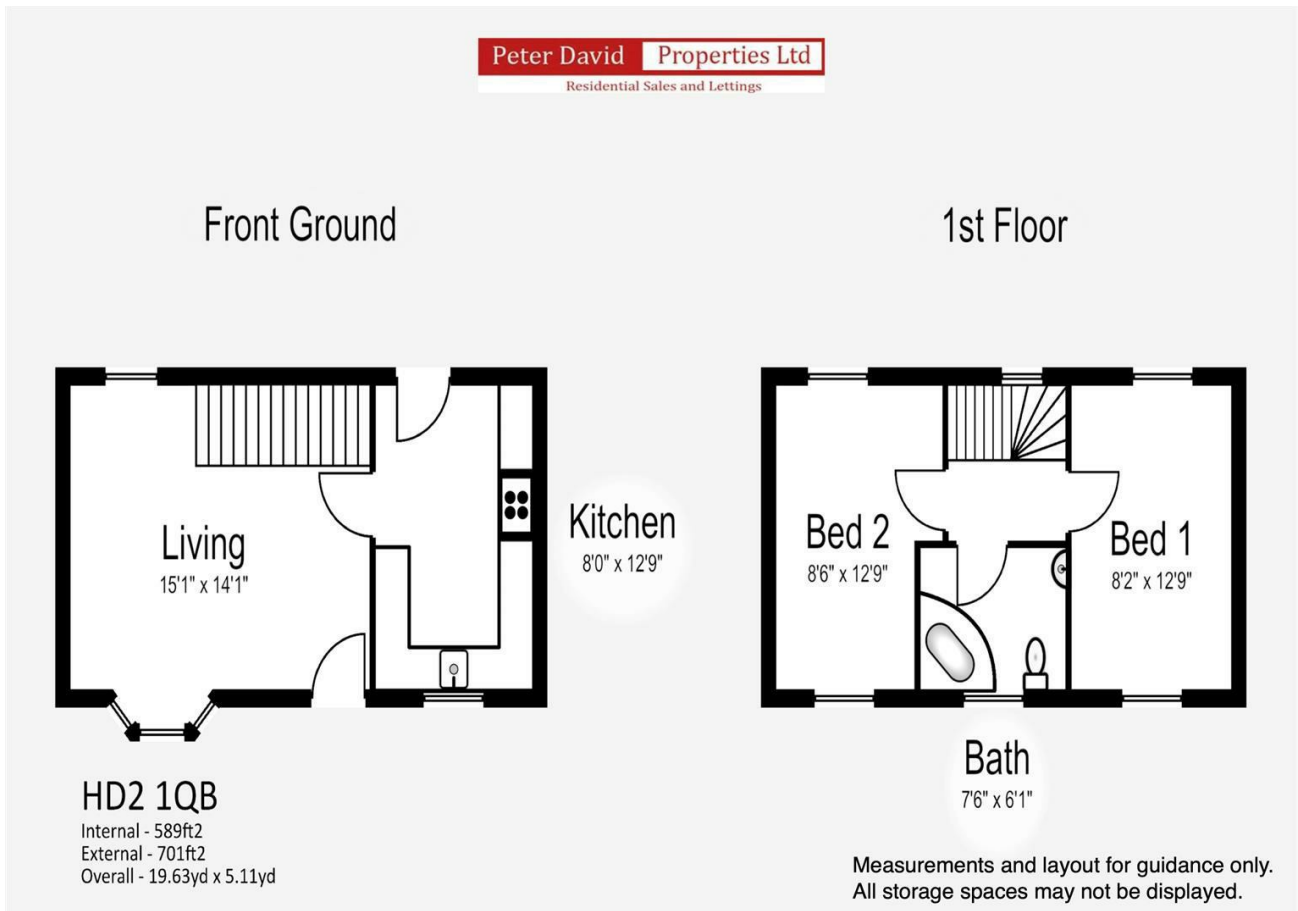 Peter David Properties Ltd
Residential Sales and Lettings
Front Ground
1st Floor
Living
15'1" x 14'1"
Kitchen
8'0" x 12'9"
Bed 2
8'6" x 12'9"
Bed 1
8'2" x 12'9"
Bath
7'6" x 6'1"
HD2 1QB
Internal - 589ft2
External - 701ft2
Overall - 19.63yd x 5.11yd
Measurements and layout for guidance only.
All storage spaces may not be displayed.